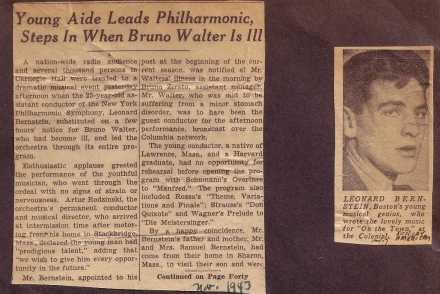 Young Aide Leads Philharmonic,
Steps In When Bruno Walter Is Ill
A nation-wide radio audience
and several thousand persons in
Carnegie Hall were treated to a
dramatic musical event yesterday
afternoon when the 25-year-old as-
sistant conductor of the New York
Philharmonic Symphony, Leonard
Bernstein, substituted on a few
hours' notice for Bruno Walter,
who had become ill, and led the
orchestra through its entire pro-
gram.
Enthusiastic applause greeted
the performance of the youthful
musician, who went through the
ordeal with no signs of strain or
nervousness. Artur Rodzinski, the
orchestra's permanent conductor
and musical director, who arrived
at intermission time after motor-
ing from his home in Stockbridge,
Mass., declared the young man had
"prodigious talent," adding that
"we wish to give him every oppor-
tunity in the future."
Mr. Bernstein, appointed to his
post at the beginning of the cur-
rent season, was notified of Mr.
Walters' illness in the morning by
Bruno Zirato, assistant manager.
Mr. Walter, who was said to be
suffering from a minor stomach
disorder, was to have been the
guest conductor for the afternoon
performance, broadcast over the
Columbia network.
The young conductor, a native of
Lawrence, Mass., and a Harvard
graduate, had no opportunity for
rehearsal before opening the pro-
gram with Schumann's Overture
to "Manfred." The program also
included Rozsa's "Theme, Varia-
tions and Finale"; Strauss's "Don
Quixote" and Wagner's Prelude to
"Die Meistersinger."
By a happy coincidence, Mr.
Bernstein's father and mother, Mr.
and Mrs. Samuel Bernstein, had
come from their home in Sharon,
Mass., to visit their son and were
Continued on Page Forty
Nov. 1943
LEONARD BERN-
STEIN, Boston's young
musical genius, who
wrote the lovely music
for "On the Town," at
the Colonial.